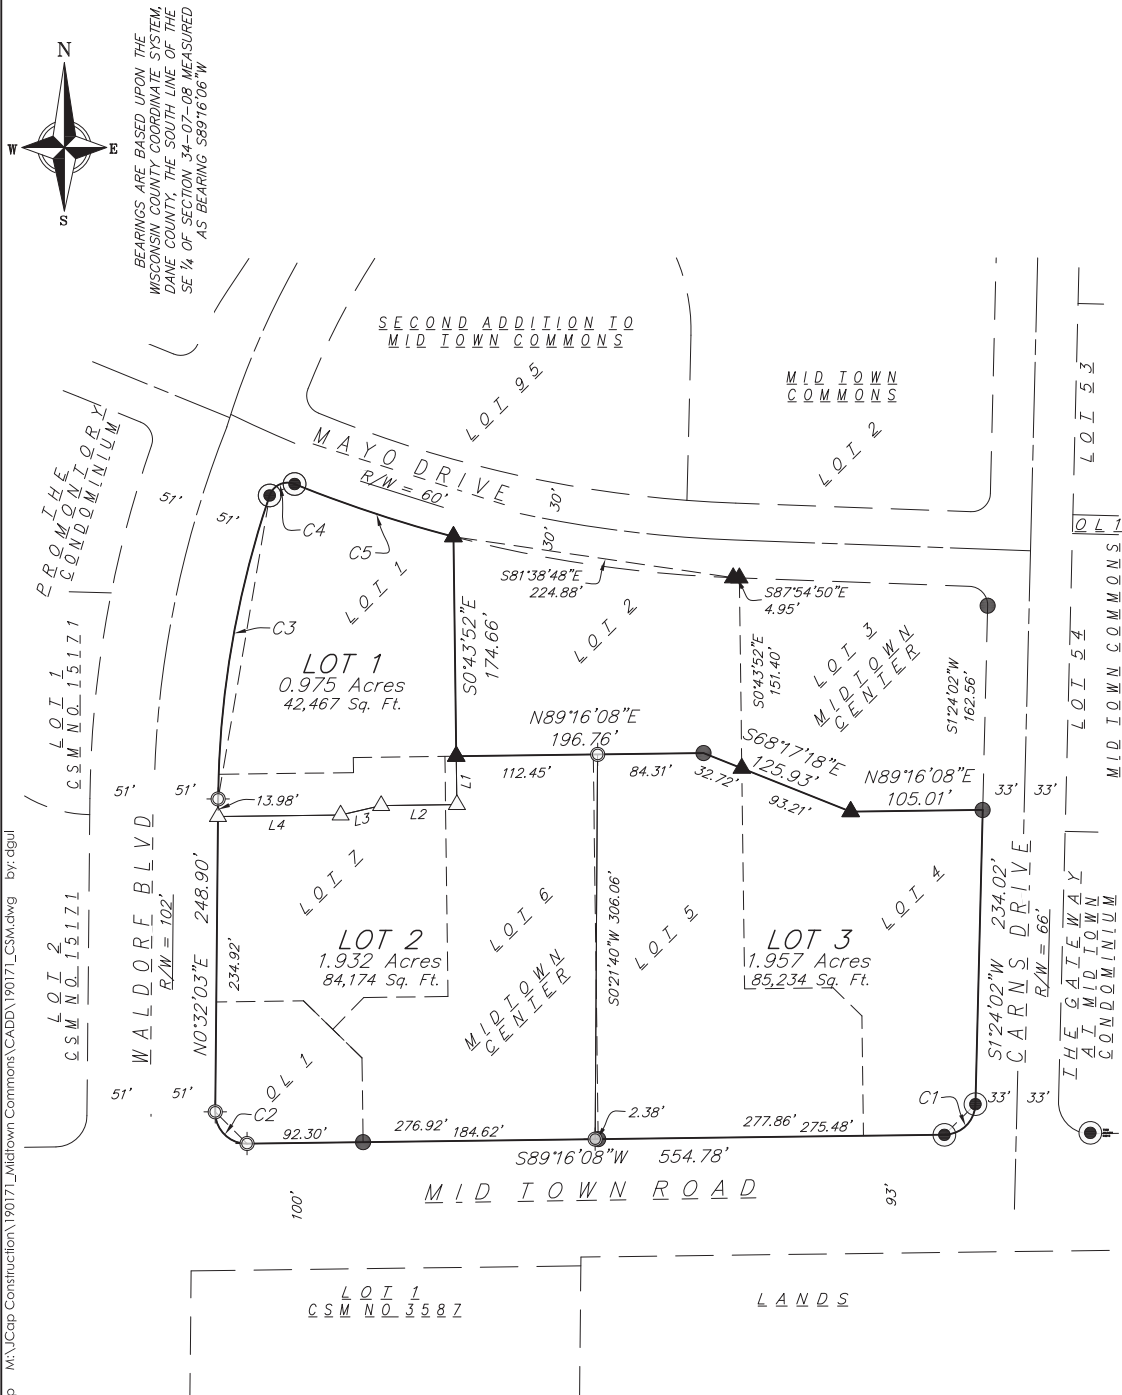 N
W
E
S
BEARINGS ARE BASED UPON THE
WISCONSIN COUNTY COORDINATE SYSTEM,
DANE COUNTY, THE SOUTH LINE OF THE
SE 1/4 OF SECTION 34-07-08 MEASURED
AS BEARING S89°16'06"W
SECOND ADDITION TO
MID TOWN COMMONS
LOT 95
MID TOWN
COMMONS
LOT 2
LOT 53
OL 1
MID TOWN COMMONS
LOT 54
THE
PROMONTORY
CONDOMINIUM
51'
51'
MAYO DRIVE
R/W = 60'
30'
30'
C4
C5
C3
LOT 1
S81°38'48"E
224.88'
S87°54'50"E
4.95'
LOT 2
LOT 3
MIDTOWN
CENTER
S0°43'52"E
174.66'
S0°43'52"E
151.40'
S1°24'02"W
162.56'
LOT 1
0.975 Acres
42,467 Sq. Ft.
LOT 1
CSM NO. 15171
N89°16'08"E
196.76'
S68°17'18"E
125.93'
N89°16'08"E
105.01'
112.45'
84.31'
32.72'
93.21'
51'
51'
13.98'
L4
L3
L2
L1
33'
33'
WALDORF BLVD
R/W = 102'
N0°32'03"E 248.90'
234.92'
LOT 2
CSM NO. 15171
LOT 7
LOT 6
MIDTOWN
CENTER
LOT 2
1.932 Acres
84,174 Sq. Ft.
S0°21'40"W 306.06'
LOT 5
LOT 4
LOT 3
1.957 Acres
85,234 Sq. Ft.
S1°24'02"W 234.02'
CARNS DRIVE
R/W = 66'
THE GATEWAY
AT MID TOWN
CONDOMINIUM
OL 1
51'
51'
C2
C1
33'
33'
92.30'
276.92'
184.62'
2.38'
277.86'
275.48'
S89°16'08"W 554.78'
MID TOWN ROAD
100'
93'
LOT 1
CSM NO 3587
LANDS
M:\JCap Construction\190171_Midtown Commons\CADD\190171_CSM.dwg by: dgul